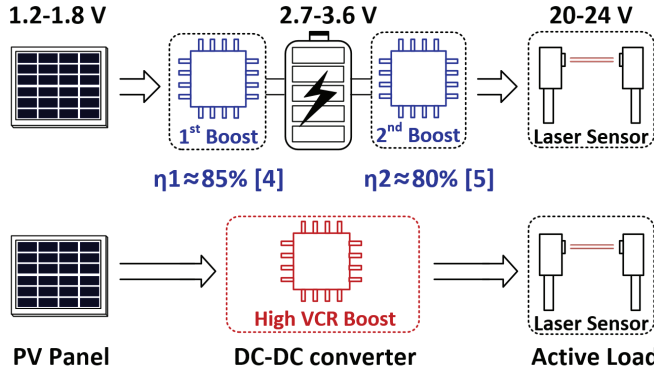 1.2-1.8 V 2.7-3.6 V 20-24 V
1st Boost 2nd Boost Laser Sensor
η1≈85% [4] η2≈80% [5]
High VCR Boost Laser Sensor
PV Panel DC-DC converter Active Load